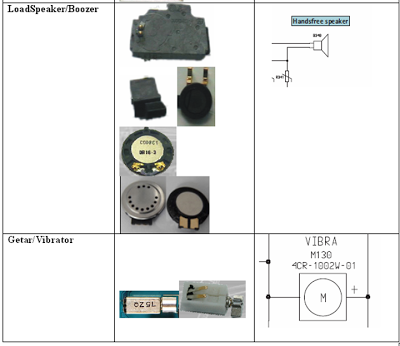 LoadSpeaker/Boozer
Handsfree speaker
Getar/Vibrator
VIBRA
M130
4CR-1002W-01
M
+